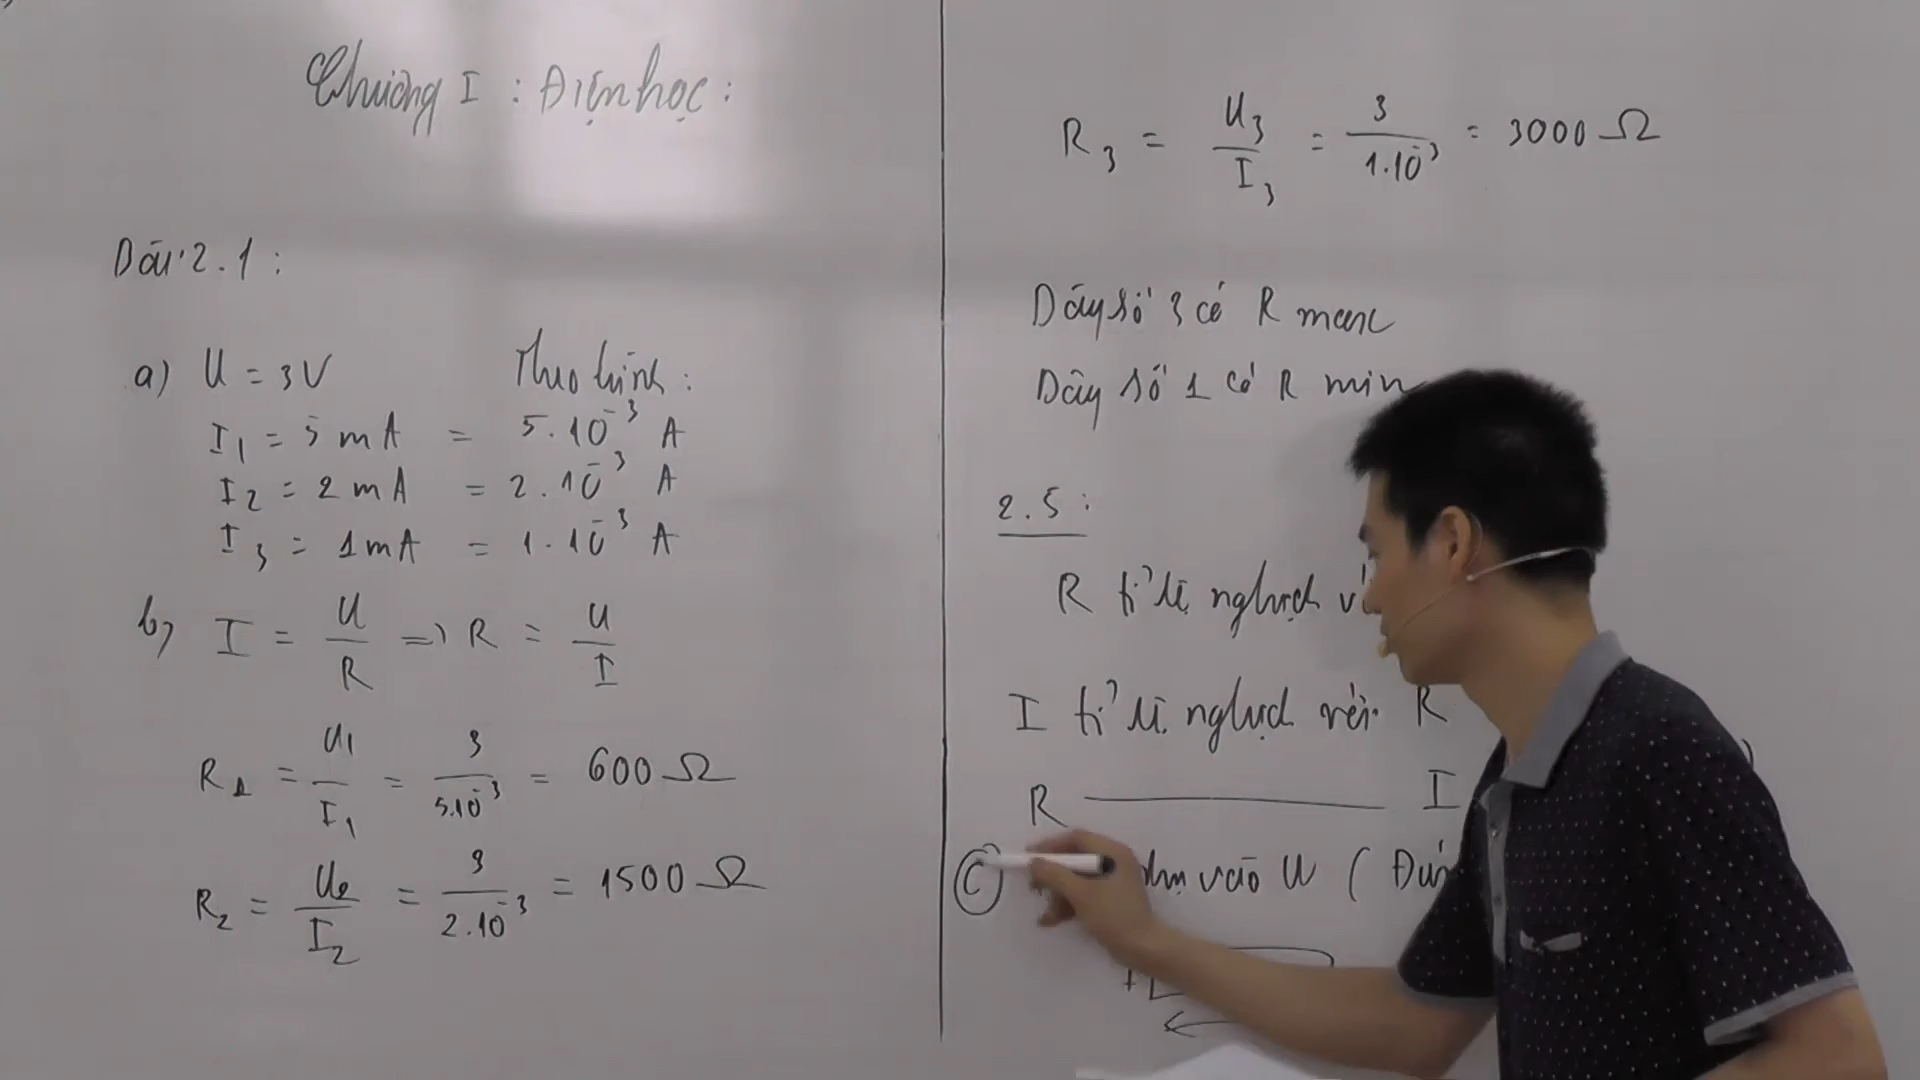 Chương I : Điện học :
Bài 2.1 :
a) U = 3V Theo hình :
I1 = 5 mA = 5.10^-3 A
I2 = 2 mA = 2.10^-3 A
I3 = 1mA = 1.10^-3 A
b) I = U/R => R = U/I
R1 = U1/I1 = 3/5.10^-3 = 600 Ω
R2 = U2/I2 = 3/2.10^-3 = 1500 Ω
R3 = U3/I3 = 3/1.10^-3 = 3000 Ω
Dây số 3 có R max
Dây số 1 có R min
2.5 :
R tỉ lệ nghịch
I tỉ lệ nghịch với R
R I
C vào U (
+